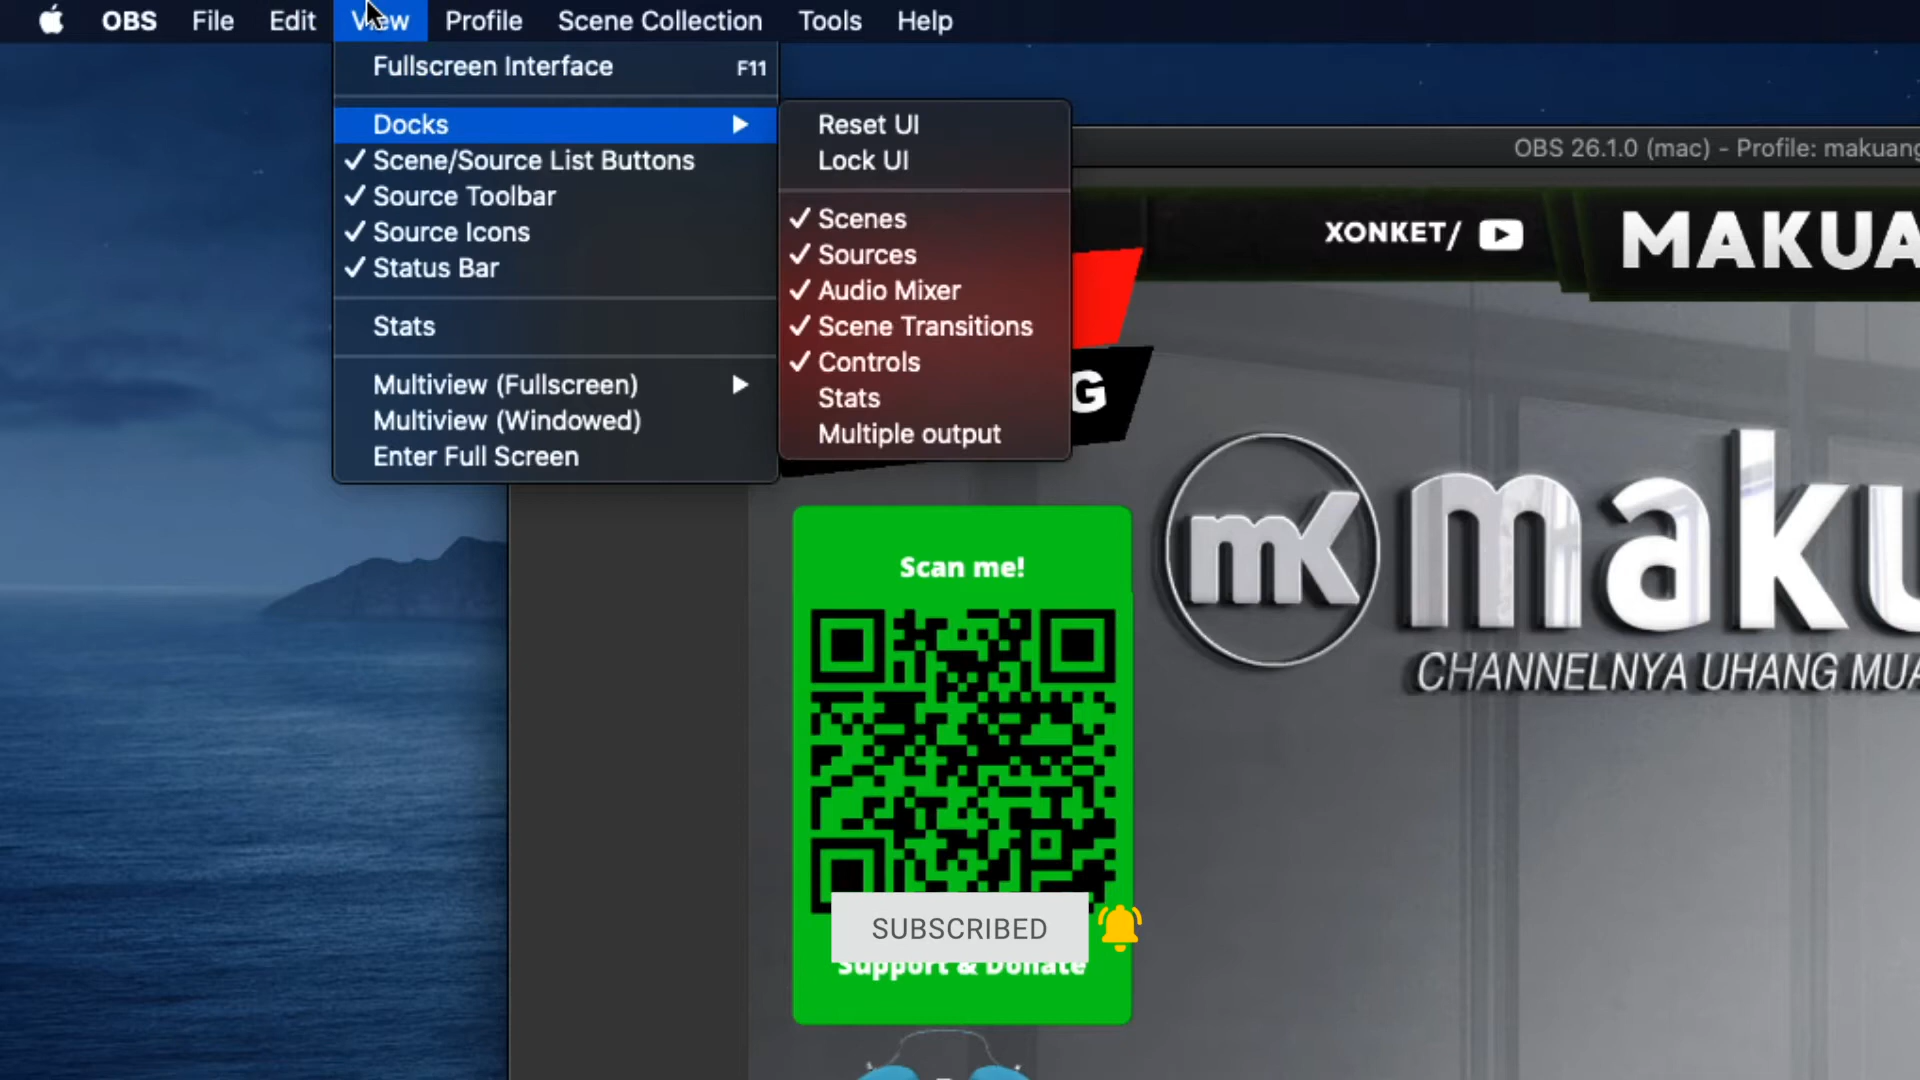 OBS File Edit View Profile Scene Collection Tools Help
Fullscreen Interface F11
Docks
Scene/Source List Buttons
Source Toolbar
Source Icons
Status Bar
Stats
Multiview (Fullscreen)
Multiview (Windowed)
Enter Full Screen
Reset UI
Lock UI
Scenes
Sources
Audio Mixer
Scene Transitions
Controls
Stats
Multiple output
OBS 26.1.0 (mac) - Profile: makuang
XONKET/
MAKUA
G
mk
maku
CHANNELNYA UHANG MUA
Scan me!
SUBSCRIBED
Support & Donate